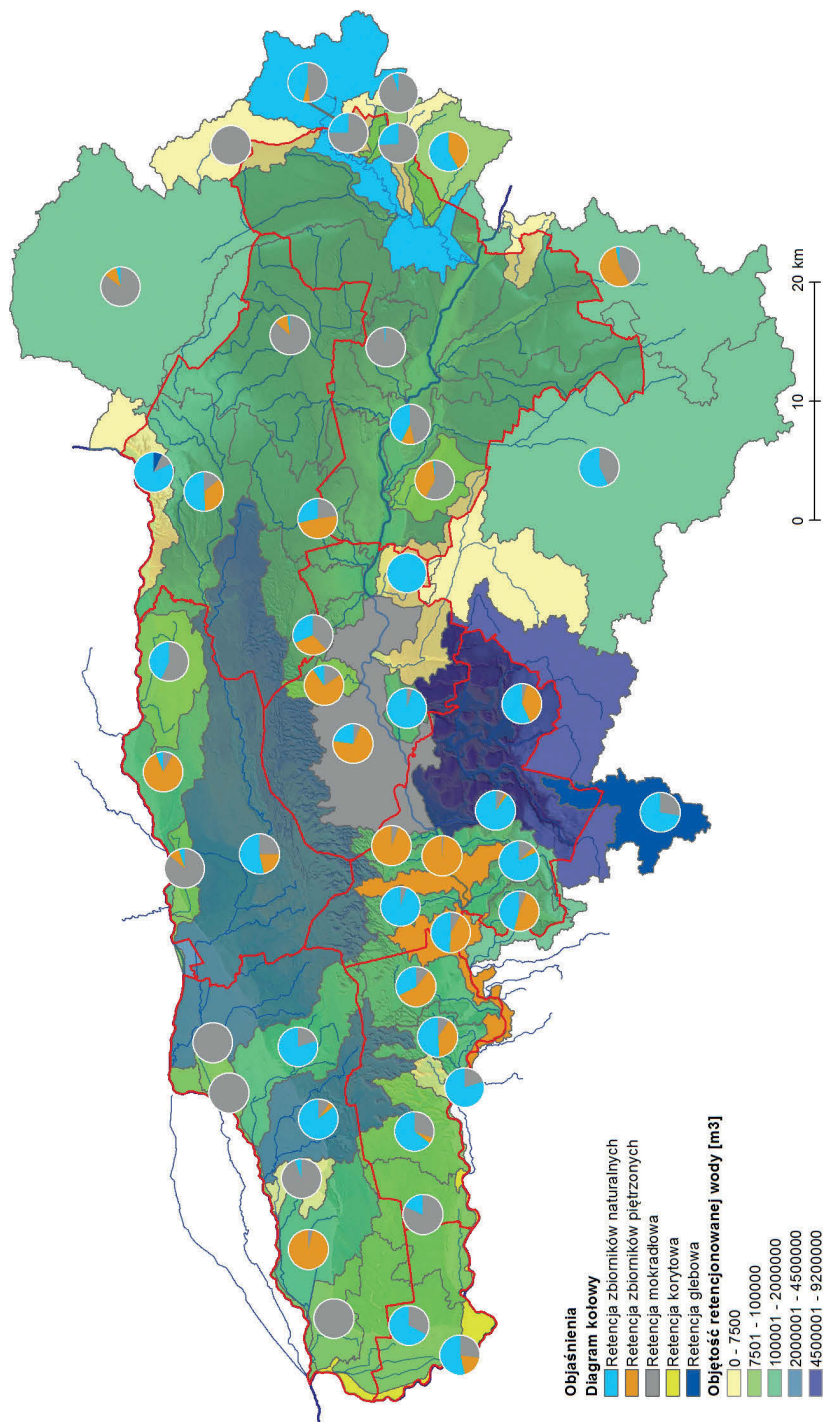 0
10
20 km
Objaśnienia
Diagram kołowy
Retencja zbiorników naturalnych
Retencja zbiorników piętrzonych
Retencja mokradłowa
Retencja korytowa
Retencja glebowa
Objętość retencjonowanej wody [m3]
0 - 7500
7501 - 100000
100001 - 2000000
2000001 - 4500000
4500001 - 9200000